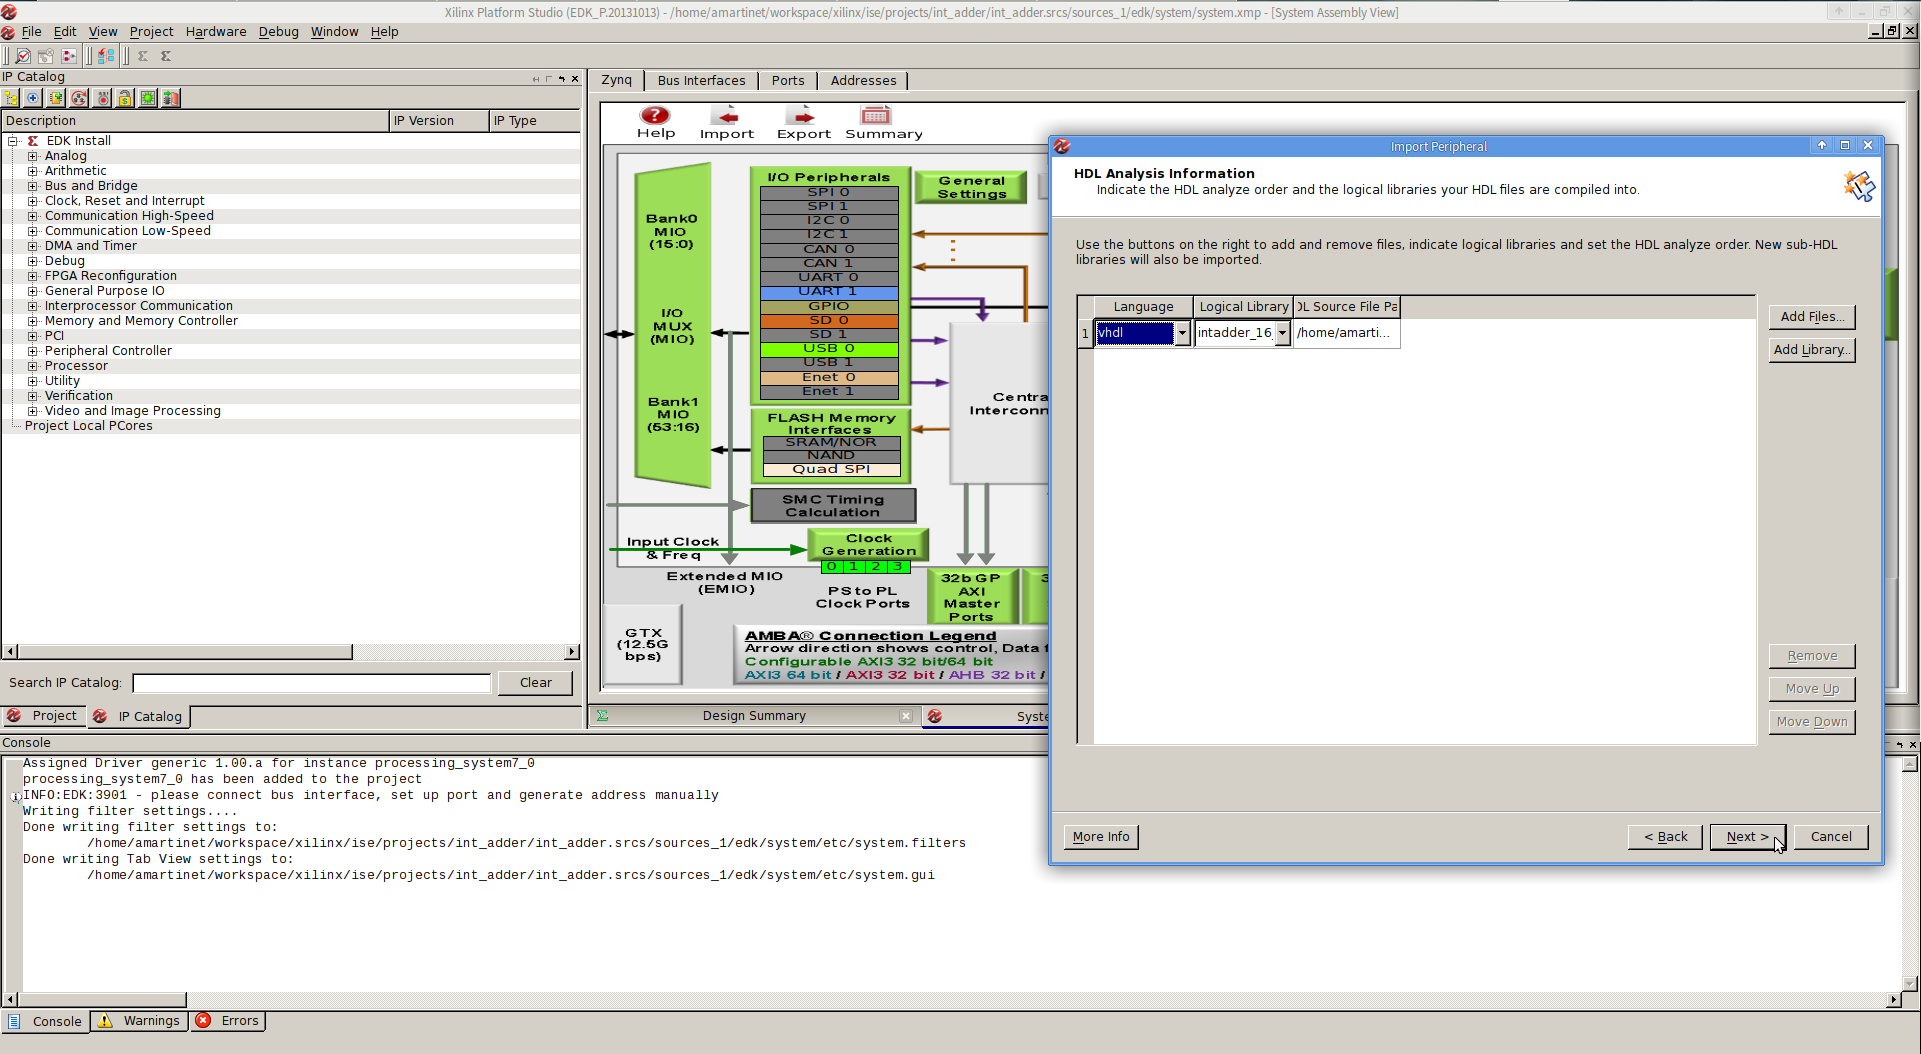 Xilinx Platform Studio (EDK_P.20131013) - /home/amartinet/workspace/xilinx/ise/projects/int_adder/int_adder.srcs/sources_1/edk/system/system.xmp - [System Assembly View]
File Edit View Project Hardware Debug Window Help
IP Catalog
Description IP Version IP Type
EDK Install
Analog
Arithmetic
Bus and Bridge
Clock, Reset and Interrupt
Communication High-Speed
Communication Low-Speed
DMA and Timer
Debug
FPGA Reconfiguration
General Purpose IO
Interprocessor Communication
Memory and Memory Controller
PCI
Peripheral Controller
Processor
Utility
Verification
Video and Image Processing
Project Local PCores
Search IP Catalog: Clear
Project IP Catalog
Zynq Bus Interfaces Ports Addresses
Help Import Export Summary
Bank0
MIO
(15:0)
I/O
MUX
(MIO)
Bank1
MIO
(53:16)
I/O Peripherals
SPI 0
SPI 1
I2C 0
I2C 1
CAN 0
CAN 1
UART 0
UART 1
GPIO
SD 0
SD 1
USB 0
USB 1
Enet 0
Enet 1
General
Settings
FLASH Memory
Interfaces
SRAM/NOR
NAND
Quad SPI
SMC Timing
Calculation
Centra
Interconn
Input Clock
& Freq
Clock
Generation
0 1 2 3
Extended MIO
(EMIO)
PS to PL
Clock Ports
32b GP
AXI
Master
Ports
3
GTX
(12.5G
bps)
AMBA® Connection Legend
Arrow direction shows control, Data f
Configurable AXI3 32 bit/64 bit
AXI3 64 bit / AXI3 32 bit / AHB 32 bit /
Design Summary Syste
Import Peripheral
HDL Analysis Information
Indicate the HDL analyze order and the logical libraries your HDL files are compiled into.
Use the buttons on the right to add and remove files, indicate logical libraries and set the HDL analyze order. New sub-HDL
libraries will also be imported.
Language Logical Library DL Source File Pa
1 vhdl intadder_16_ /home/amarti...
Add Files...
Add Library...
Remove
Move Up
Move Down
More Info < Back Next > Cancel
Console
Assigned Driver generic 1.00.a for instance processing_system7_0
processing_system7_0 has been added to the project
INFO:EDK:3901 - please connect bus interface, set up port and generate address manually
Writing filter settings....
Done writing filter settings to:
/home/amartinet/workspace/xilinx/ise/projects/int_adder/int_adder.srcs/sources_1/edk/system/etc/system.filters
Done writing Tab View settings to:
/home/amartinet/workspace/xilinx/ise/projects/int_adder/int_adder.srcs/sources_1/edk/system/etc/system.gui
Console Warnings Errors